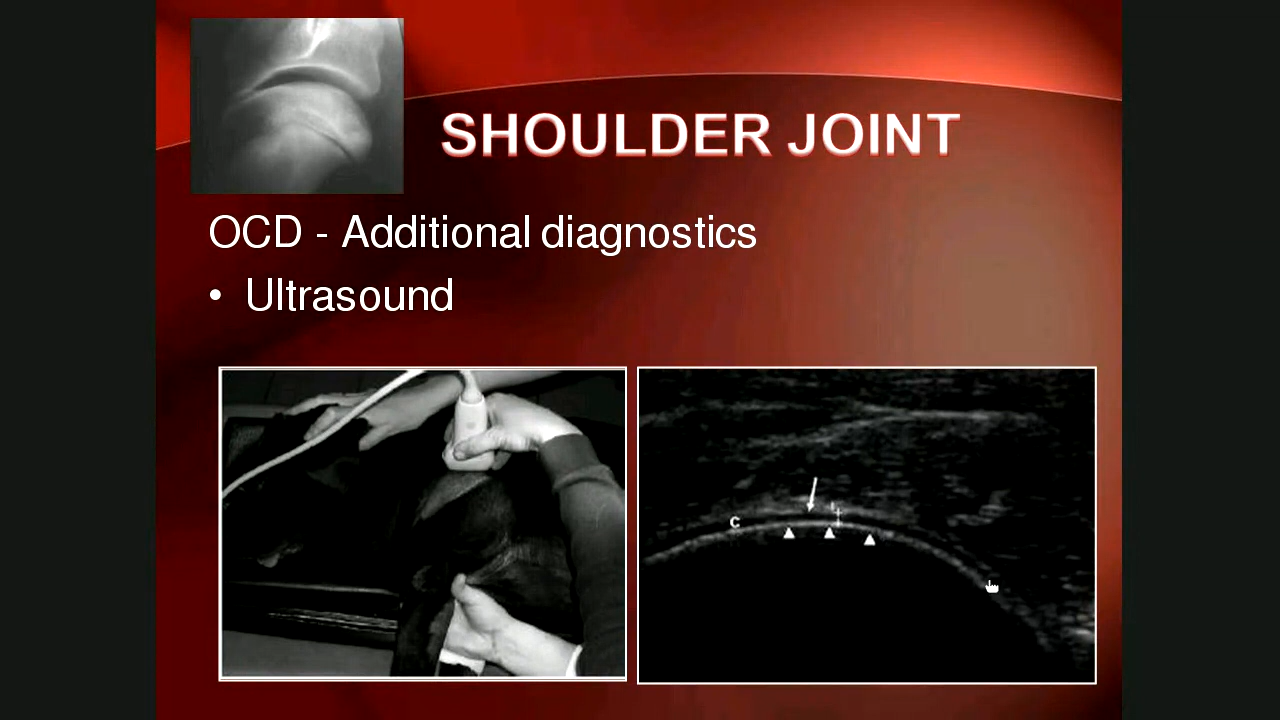 SHOULDER JOINT
OCD - Additional diagnostics
• Ultrasound
C